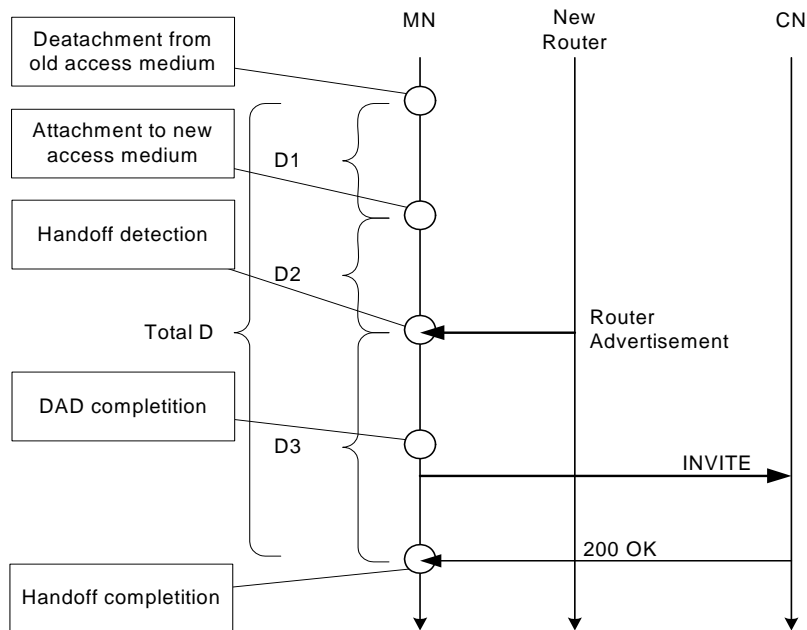 MN
New
Router
CN
Deatachment from
old access medium
Attachment to new
access medium
D1
Handoff detection
D2
Total D
Router
Advertisement
DAD completition
D3
INVITE
200 OK
Handoff completition